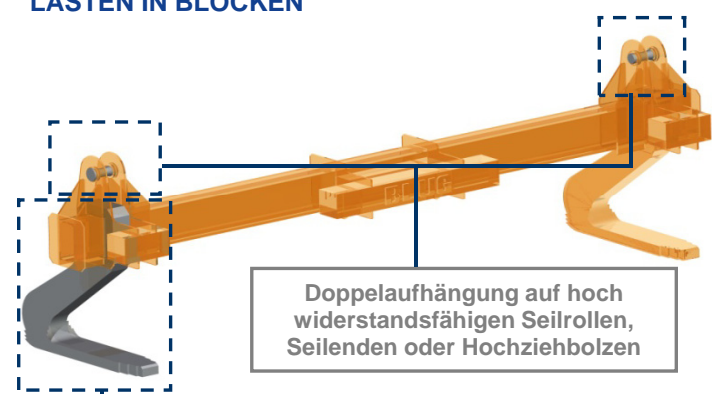 LASTEN IN BLÖCKEN
Doppelaufhängung auf hoch
widerstandsfähigen Seilrollen,
Seilenden oder Hochziehbolzen